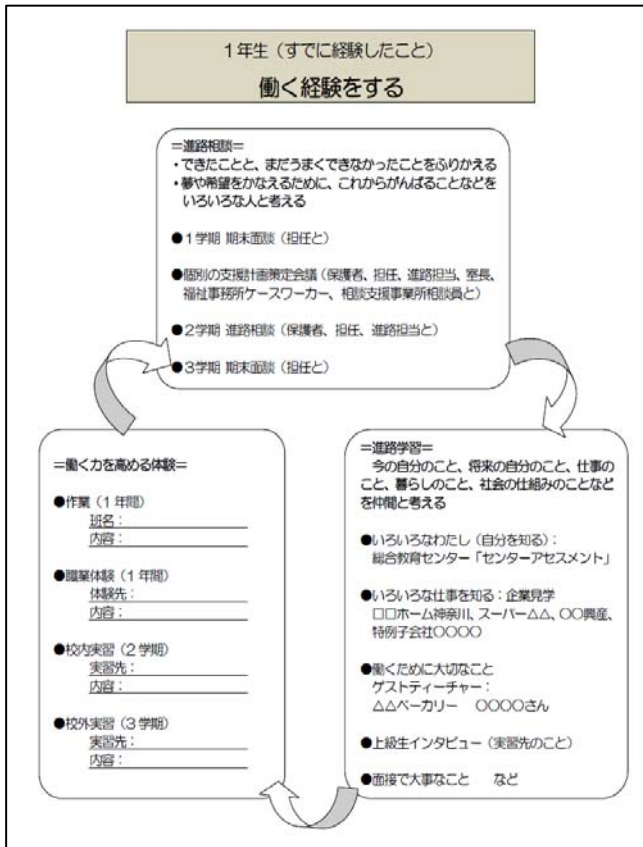 1年生（すでに経験したこと）
働く経験をする
＝進路相談＝
・できたことと、まだうまくできなかったことをふりかえる
・夢や希望をかなえるために、これからがんばることなどを
いろいろな人と考える
●1学期 期末面談（担任と）
●個別の支援計画策定会議（保護者、担任、進路担当、室長、
福祉事務所ケースワーカー、相談支援事業所相談員と）
●2学期 進路相談（保護者、担任、進路担当と）
●3学期 期末面談（担任と）
＝働く力を高める体験＝
●作業（1年間）
班名：
内容：
●職業体験（1年間）
体験先：
内容：
●校内実習（2学期）
実習先：
内容：
●校外実習（3学期）
実習先：
内容：
＝進路学習＝
今の自分のこと、将来の自分のこと、仕事の
こと、暮らしのこと、社会の仕組みのことなど
を仲間と考える
●いろいろなわたし（自分を知る）：
総合教育センター「センターアセスメント」
●いろいろな仕事を知る：企業見学
□□ホーム神奈川、スーパー△△、〇〇興産、
特例子会社〇〇〇〇
●働くために大切なこと
ゲストティーチャー：
△△ベーカリー　〇〇〇〇さん
●上級生インタビュー（実習先のこと）
●面接で大事なこと　など